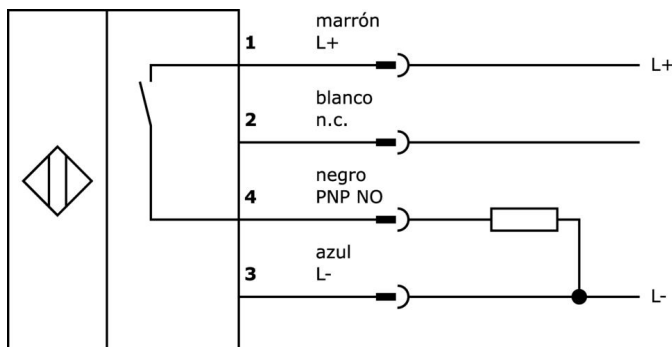 marrón
1 L+
L+
blanco
2 n.c.
negro
4 PNP NO
azul
3 L-
L-